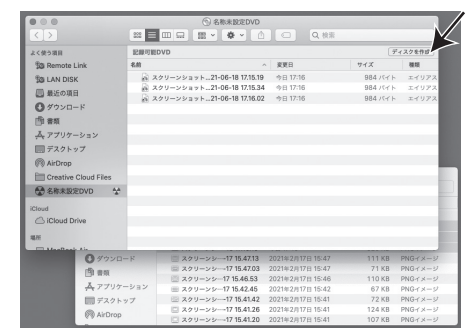 名称未設定DVD
検索
よく使う項目
記録可能DVD
ディスクを作成
名前
変更日
サイズ
種類
Remote Link
LAN DISK
最近の項目
ダウンロード
書類
アプリケーション
デスクトップ
AirDrop
Creative Cloud Files
名称未設定DVD
iCloud
iCloud Drive
場所
スクリーンショット...21-06-18 17.15.19 今日 17:16 984 バイト エイリアス
スクリーンショット...21-06-18 17.15.34 今日 17:16 984 バイト エイリアス
スクリーンショット...21-06-18 17.16.02 今日 17:16 984 バイト エイリアス
ダウンロード
書類
アプリケーション
デスクトップ
AirDrop
スクリーンシ…-17 15.47.13 2021年2月17日 15:47 111 KB PNGイメージ
スクリーンシ…-17 15.47.03 2021年2月17日 15:47 71 KB PNGイメージ
スクリーンシ…-17 15.46.53 2021年2月17日 15:46 110 KB PNGイメージ
スクリーンシ…-17 15.42.45 2021年2月17日 15:42 67 KB PNGイメージ
スクリーンシ…-17 15.41.42 2021年2月17日 15:41 72 KB PNGイメージ
スクリーンシ…-17 15.41.26 2021年2月17日 15:41 124 KB PNGイメージ
スクリーンシ…-17 15.41.20 2021年2月17日 15:41 107 KB PNGイメージ